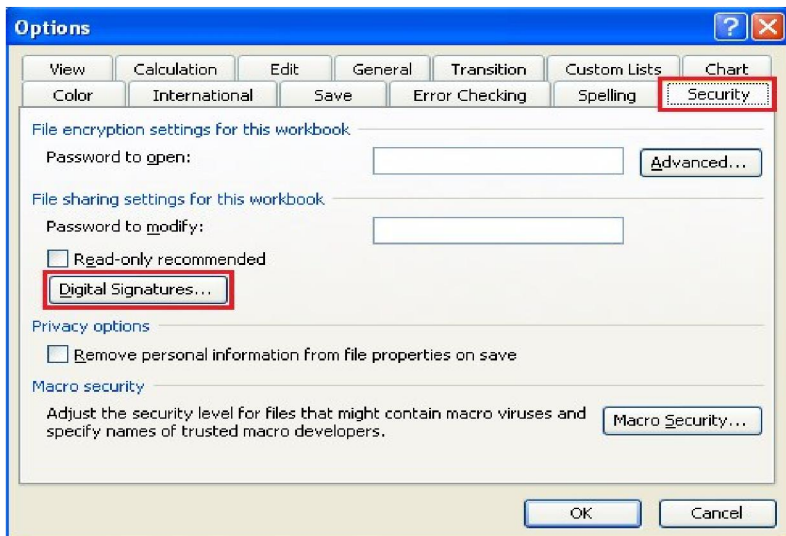 Options
View Calculation Edit General Transition Custom Lists Chart
Color International Save Error Checking Spelling Security
File encryption settings for this workbook
Password to open:
Advanced...
File sharing settings for this workbook
Password to modify:
Read-only recommended
Digital Signatures...
Privacy options
Remove personal information from file properties on save
Macro security
Adjust the security level for files that might contain macro viruses and
specify names of trusted macro developers.
Macro Security...
OK Cancel